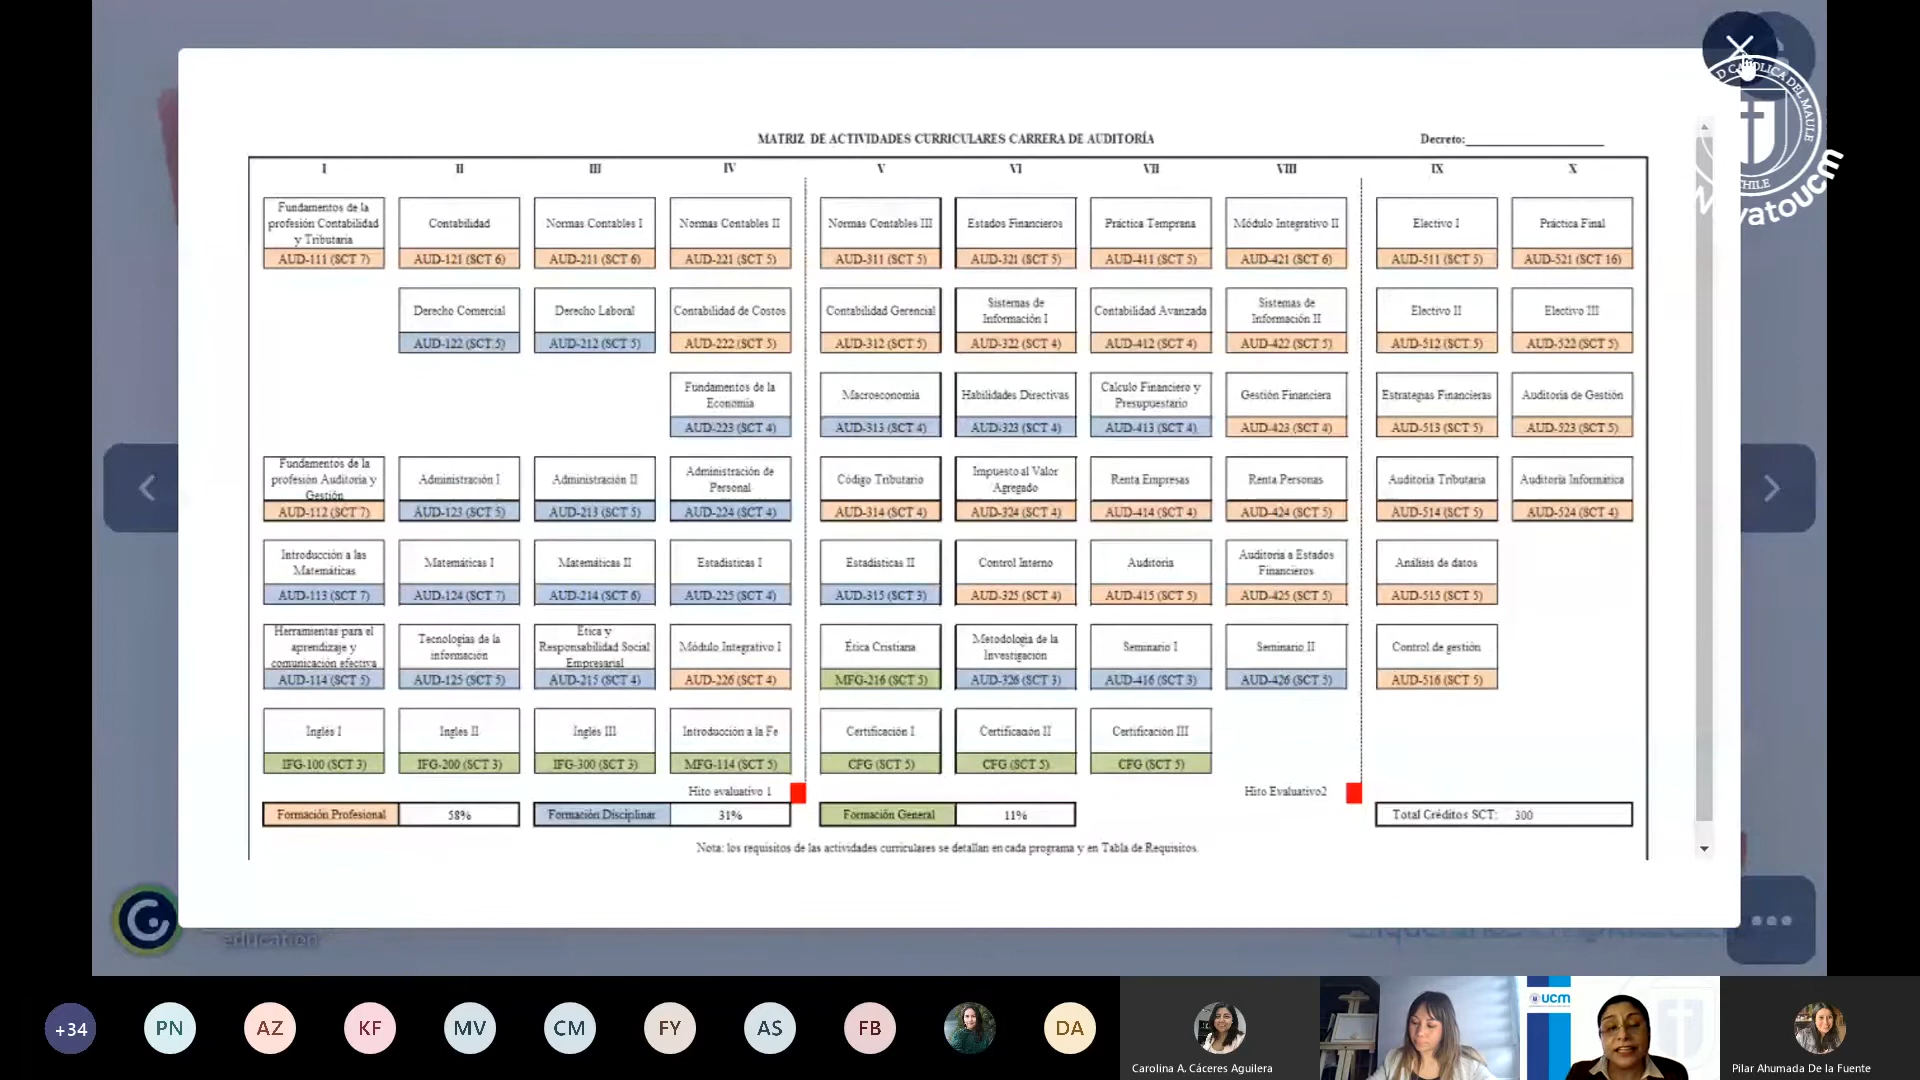 MATRIZ DE ACTIVIDADES CURRICULARES CARRERA DE AUDITORÍA
Decreto:
I II III IV V VI VII VIII IX X
Fundamentos de la
profesión Contabilidad
y Tributaria
AUD-111 (SCT 7)
Contabilidad
AUD-121 (SCT 6)
Normas Contables I
AUD-211 (SCT 6)
Normas Contables II
AUD-221 (SCT 5)
Normas Contables III
AUD-311 (SCT 5)
Estados Financieros
AUD-321 (SCT 5)
Práctica Temprana
AUD-411 (SCT 5)
Módulo Integrativo II
AUD-421 (SCT 6)
Electivo I
AUD-511 (SCT 5)
Práctica Final
AUD-521 (SCT 16)
Derecho Comercial
AUD-122 (SCT 5)
Derecho Laboral
AUD-212 (SCT 5)
Contabilidad de Costos
AUD-222 (SCT 5)
Contabilidad Gerencial
AUD-312 (SCT 5)
Sistemas de
Información I
AUD-322 (SCT 4)
Contabilidad Avanzada
AUD-412 (SCT 4)
Sistemas de
Información II
AUD-422 (SCT 5)
Electivo II
AUD-512 (SCT 5)
Electivo III
AUD-522 (SCT 5)
Fundamentos de la
Economía
AUD-223 (SCT 4)
Macroeconomía
AUD-313 (SCT 4)
Habilidades Directivas
AUD-323 (SCT 4)
Calculo Financiero y
Presupuestario
AUD-413 (SCT 4)
Gestión Financiera
AUD-423 (SCT 4)
Estrategias Financieras
AUD-513 (SCT 5)
Auditoría de Gestión
AUD-523 (SCT 5)
Fundamentos de la
profesión Auditoría y
Gestión
AUD-112 (SCT 7)
Administración I
AUD-123 (SCT 5)
Administración II
AUD-213 (SCT 5)
Administración de
Personal
AUD-224 (SCT 4)
Código Tributario
AUD-314 (SCT 4)
Impuesto al Valor
Agregado
AUD-324 (SCT 4)
Renta Empresas
AUD-414 (SCT 4)
Renta Personas
AUD-424 (SCT 5)
Auditoría Tributaria
AUD-514 (SCT 5)
Auditoría Informática
AUD-524 (SCT 4)
Introducción a las
Matemáticas
AUD-113 (SCT 7)
Matemáticas I
AUD-124 (SCT 7)
Matemáticas II
AUD-214 (SCT 6)
Estadísticas I
AUD-225 (SCT 4)
Estadísticas II
AUD-315 (SCT 3)
Control Interno
AUD-325 (SCT 4)
Auditoría
AUD-415 (SCT 5)
Auditoría a Estados
Financieros
AUD-425 (SCT 5)
Análisis de datos
AUD-515 (SCT 5)
Herramientas para el
aprendizaje y
comunicación efectiva
AUD-114 (SCT 5)
Tecnologías de la
información
AUD-125 (SCT 5)
Ética y
Responsabilidad Social
Empresarial
AUD-215 (SCT 4)
Módulo Integrativo I
AUD-226 (SCT 4)
Ética Cristiana
MFG-216 (SCT 5)
Metodología de la
Investigación
AUD-326 (SCT 3)
Seminario I
AUD-416 (SCT 3)
Seminario II
AUD-426 (SCT 5)
Control de gestión
AUD-516 (SCT 5)
Inglés I
IFG-100 (SCT 3)
Inglés II
IFG-200 (SCT 3)
Inglés III
IFG-300 (SCT 3)
Introducción a la Fe
MFG-114 (SCT 5)
Certificación I
CFG (SCT 5)
Certificación II
CFG (SCT 5)
Certificación III
CFG (SCT 5)
Hito evaluativo 1
Hito Evaluativo2
Formación Profesional 58%
Formación Disciplinar 31%
Formación General 11%
Total Créditos SCT: 300
Nota: los requisitos de las actividades curriculares se detallan en cada programa y en Tabla de Requisitos.
education
+34 PN AZ KF MV CM FY AS FB DA
Carolina A. Cáceres Aguilera
ucm
Pilar Ahumada De la Fuente